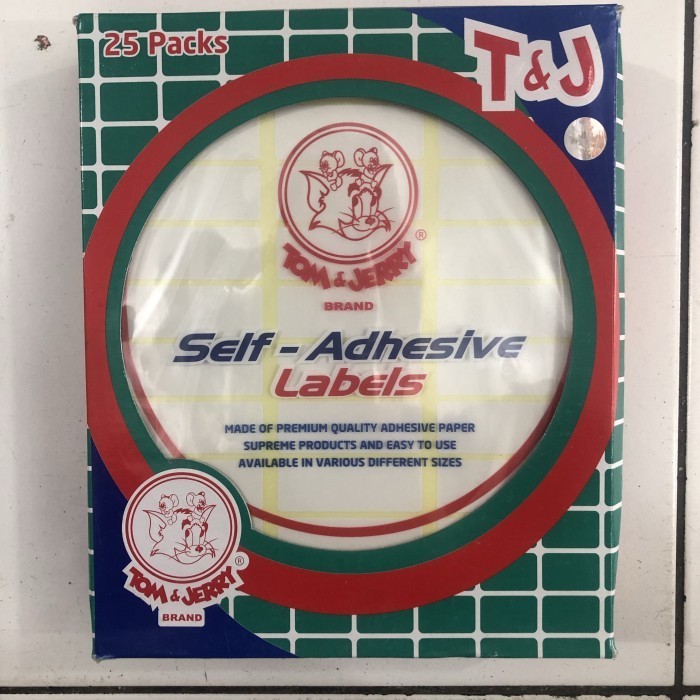 25 Packs
T&J
TOM & JERRY ®
BRAND
Self - Adhesive
Labels
MADE OF PREMIUM QUALITY ADHESIVE PAPER
SUPREME PRODUCTS AND EASY TO USE
AVAILABLE IN VARIOUS DIFFERENT SIZES
TOM & JERRY ®
BRAND